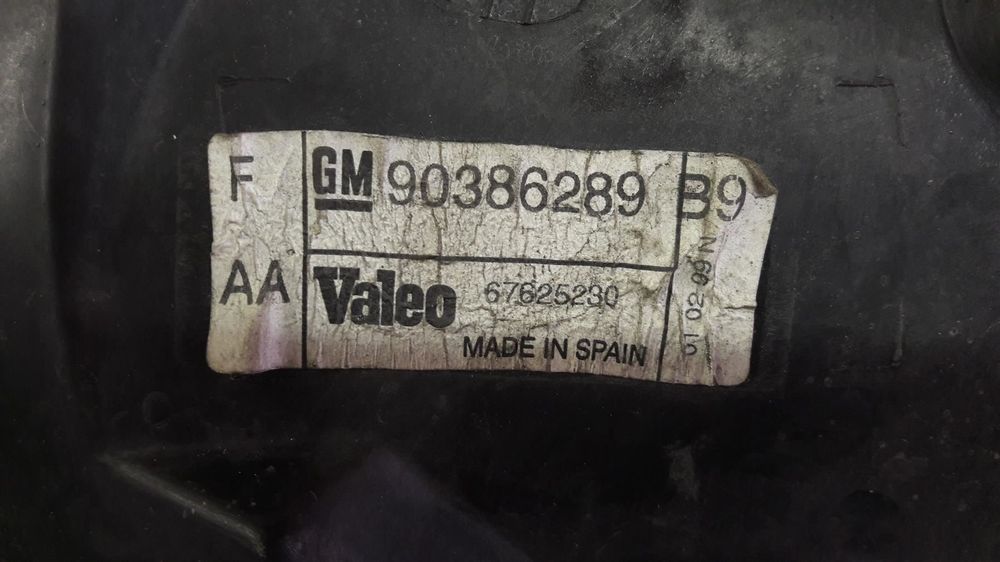 F
AA
GM 90386289
Valeo 67625230
MADE IN SPAIN
B9
01 02 99 N